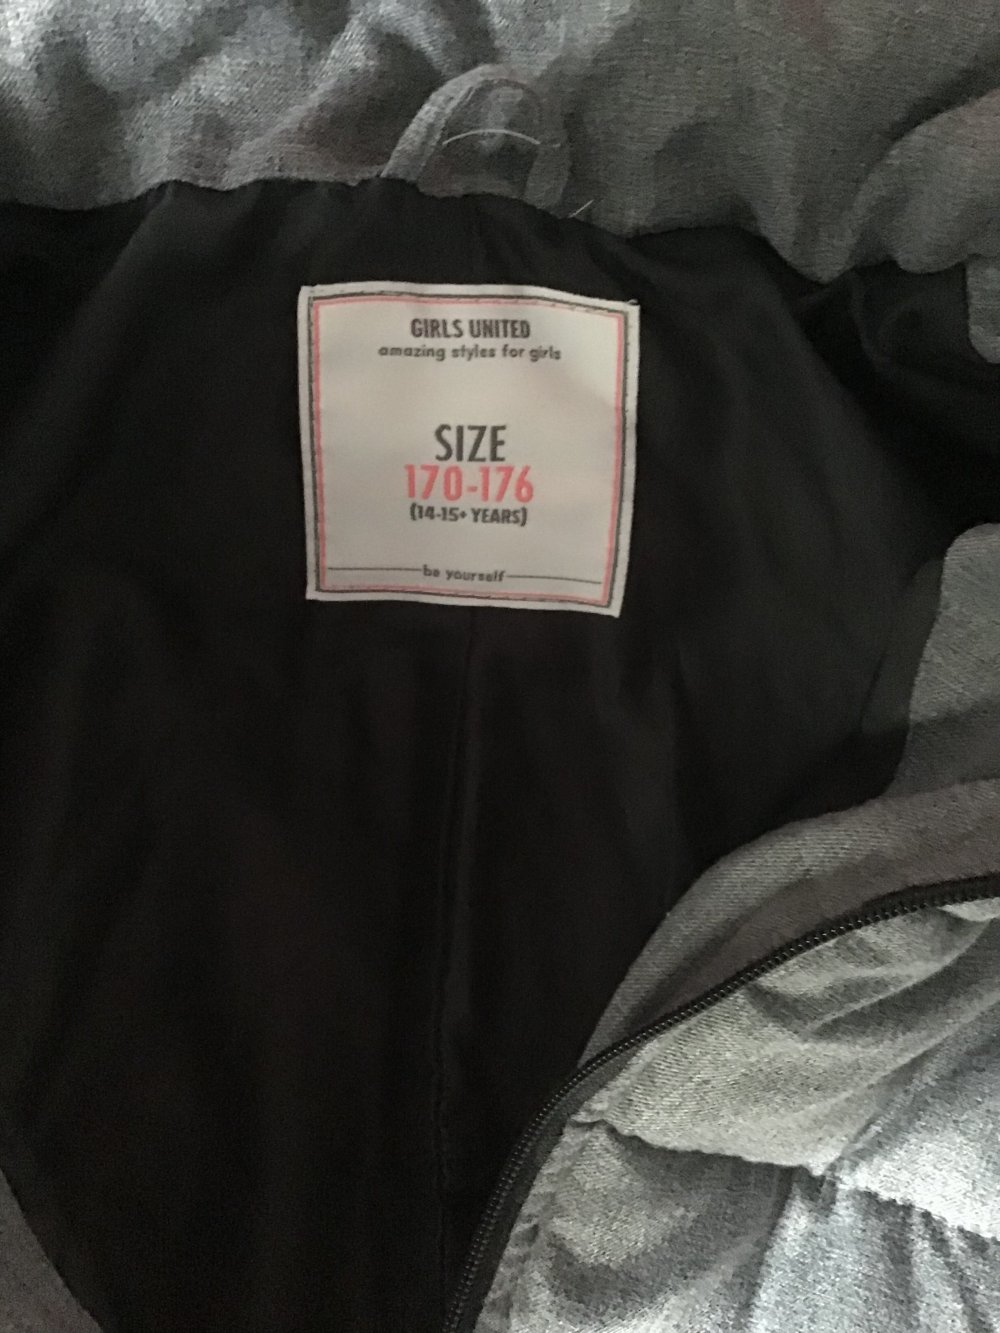 GIRLS UNITED
amazing styles for girls
SIZE
170-176
(14-15+ YEARS)
be yourself